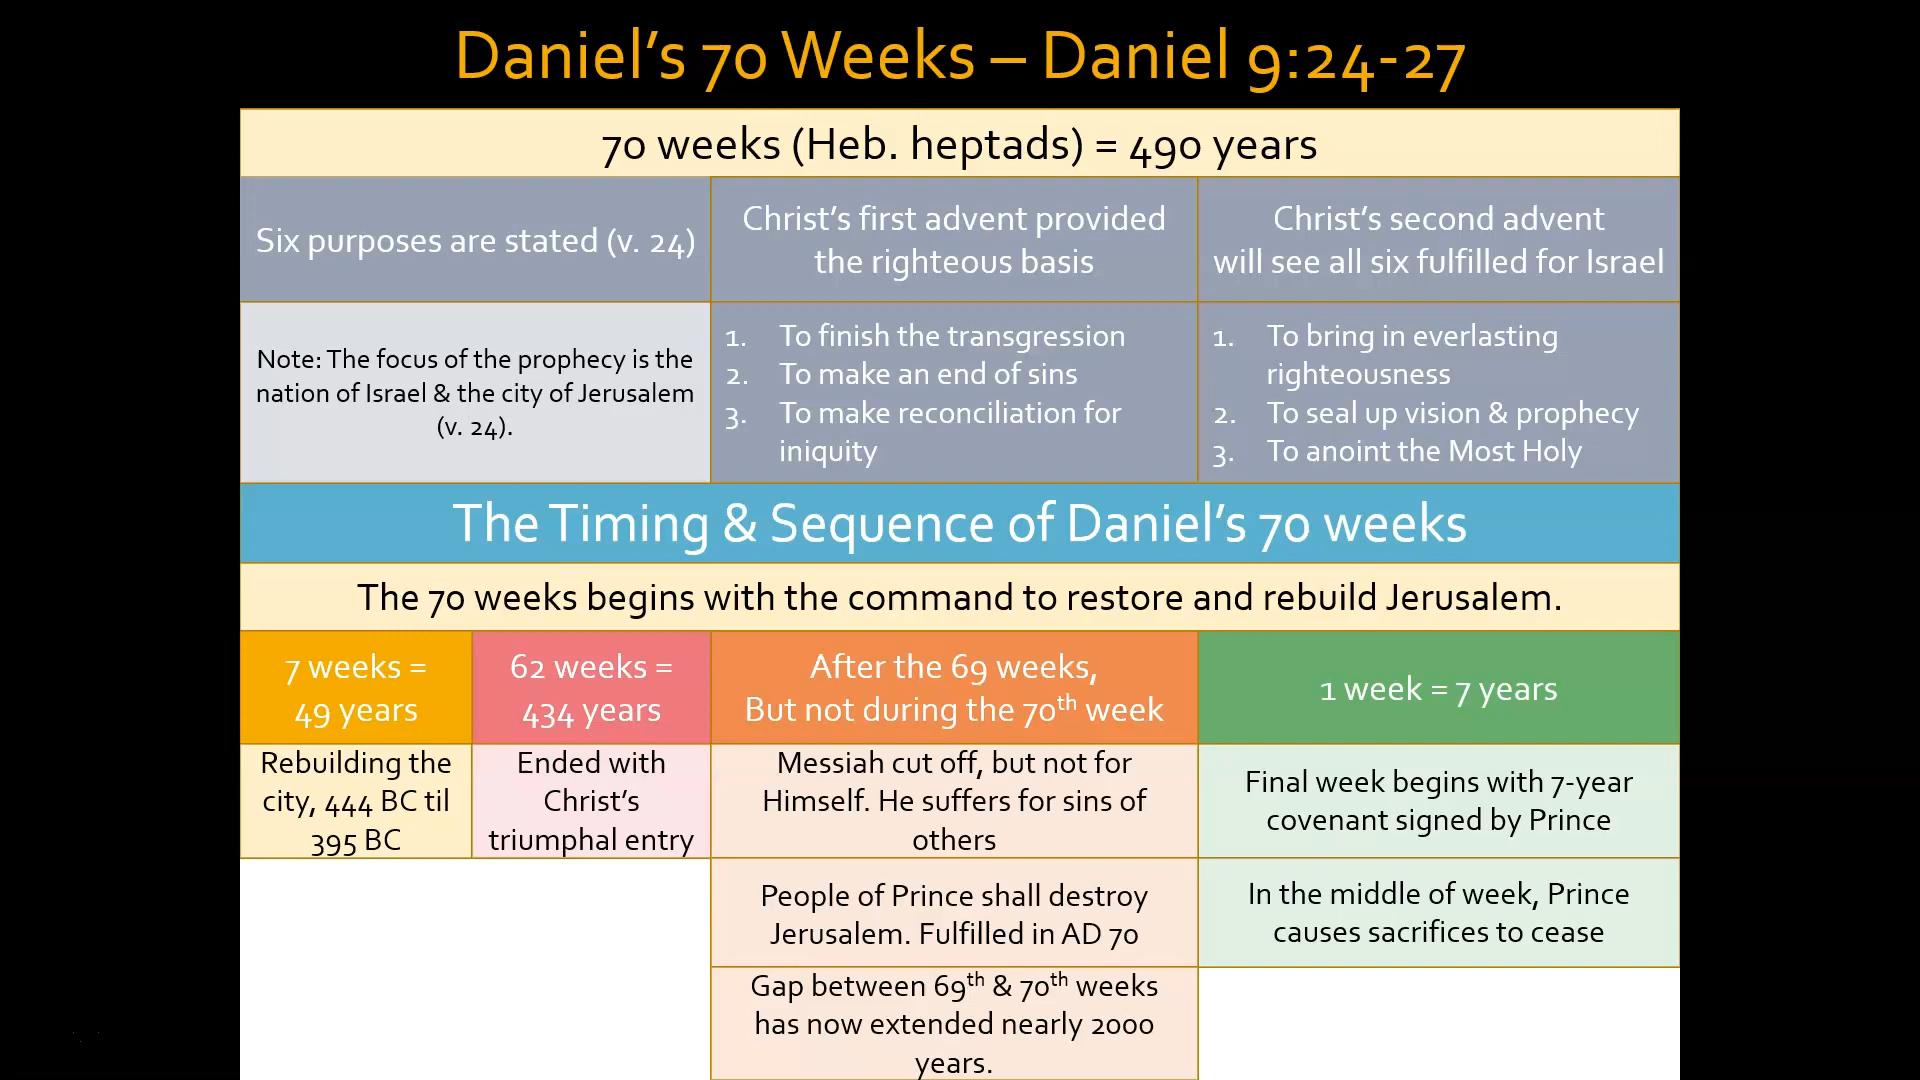 Daniel’s 70 Weeks – Daniel 9:24-27
70 weeks (Heb. heptads) = 490 years
Six purposes are stated (v. 24)
Christ’s first advent provided
the righteous basis
Christ’s second advent
will see all six fulfilled for Israel
Note: The focus of the prophecy is the
nation of Israel & the city of Jerusalem
(v. 24).
1. To finish the transgression
2. To make an end of sins
3. To make reconciliation for
iniquity
1. To bring in everlasting
righteousness
2. To seal up vision & prophecy
3. To anoint the Most Holy
The Timing & Sequence of Daniel’s 70 weeks
The 70 weeks begins with the command to restore and rebuild Jerusalem.
7 weeks =
49 years
62 weeks =
434 years
After the 69 weeks,
But not during the 70th week
1 week = 7 years
Rebuilding the
city, 444 BC til
395 BC
Ended with
Christ’s
triumphal entry
Messiah cut off, but not for
Himself. He suffers for sins of
others
Final week begins with 7-year
covenant signed by Prince
People of Prince shall destroy
Jerusalem. Fulfilled in AD 70
In the middle of week, Prince
causes sacrifices to cease
Gap between 69th & 70th weeks
has now extended nearly 2000
years.